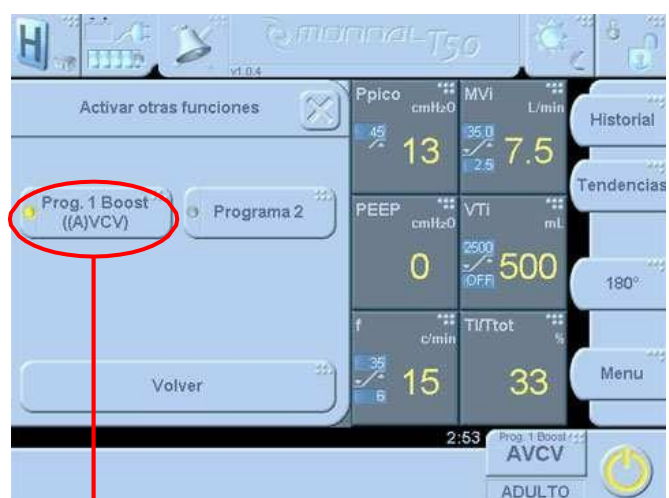 H
monnal T50
v1.0.4
Activar otras funciones
Prog. 1 Boost
((A)VCV)
Programa 2
Volver
Ppico
cmH2O
45
13
MVi
L/min
35.0
2.5
7.5
PEEP
cmH2O
0
VTi
mL
2500
OFF
500
f
c/min
35
6
15
TI/Ttot
%
33
Historial
Tendencias
180°
Menu
2:53
Prog. 1 Boost
AVCV
ADULTO